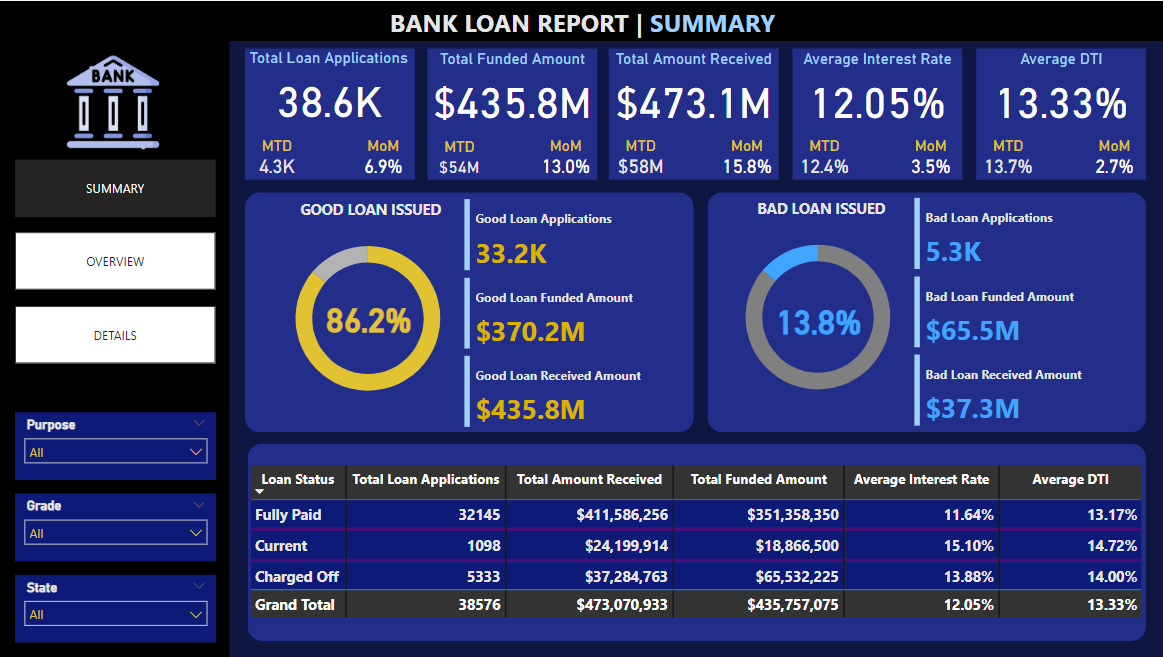 BANK LOAN REPORT | SUMMARY
BANK
SUMMARY
OVERVIEW
DETAILS
Purpose
All
Grade
All
State
All
Total Loan Applications
38.6K
MTD MoM
4.3K 6.9%
Total Funded Amount
$435.8M
MTD MoM
$54M 13.0%
Total Amount Received
$473.1M
MTD MoM
$58M 15.8%
Average Interest Rate
12.05%
MTD MoM
12.4% 3.5%
Average DTI
13.33%
MTD MoM
13.7% 2.7%
GOOD LOAN ISSUED
86.2%
Good Loan Applications
33.2K
Good Loan Funded Amount
$370.2M
Good Loan Received Amount
$435.8M
BAD LOAN ISSUED
13.8%
Bad Loan Applications
5.3K
Bad Loan Funded Amount
$65.5M
Bad Loan Received Amount
$37.3M
Loan Status Total Loan Applications Total Amount Received Total Funded Amount Average Interest Rate Average DTI
Fully Paid 32145 $411,586,256 $351,358,350 11.64% 13.17%
Current 1098 $24,199,914 $18,866,500 15.10% 14.72%
Charged Off 5333 $37,284,763 $65,532,225 13.88% 14.00%
Grand Total 38576 $473,070,933 $435,757,075 12.05% 13.33%